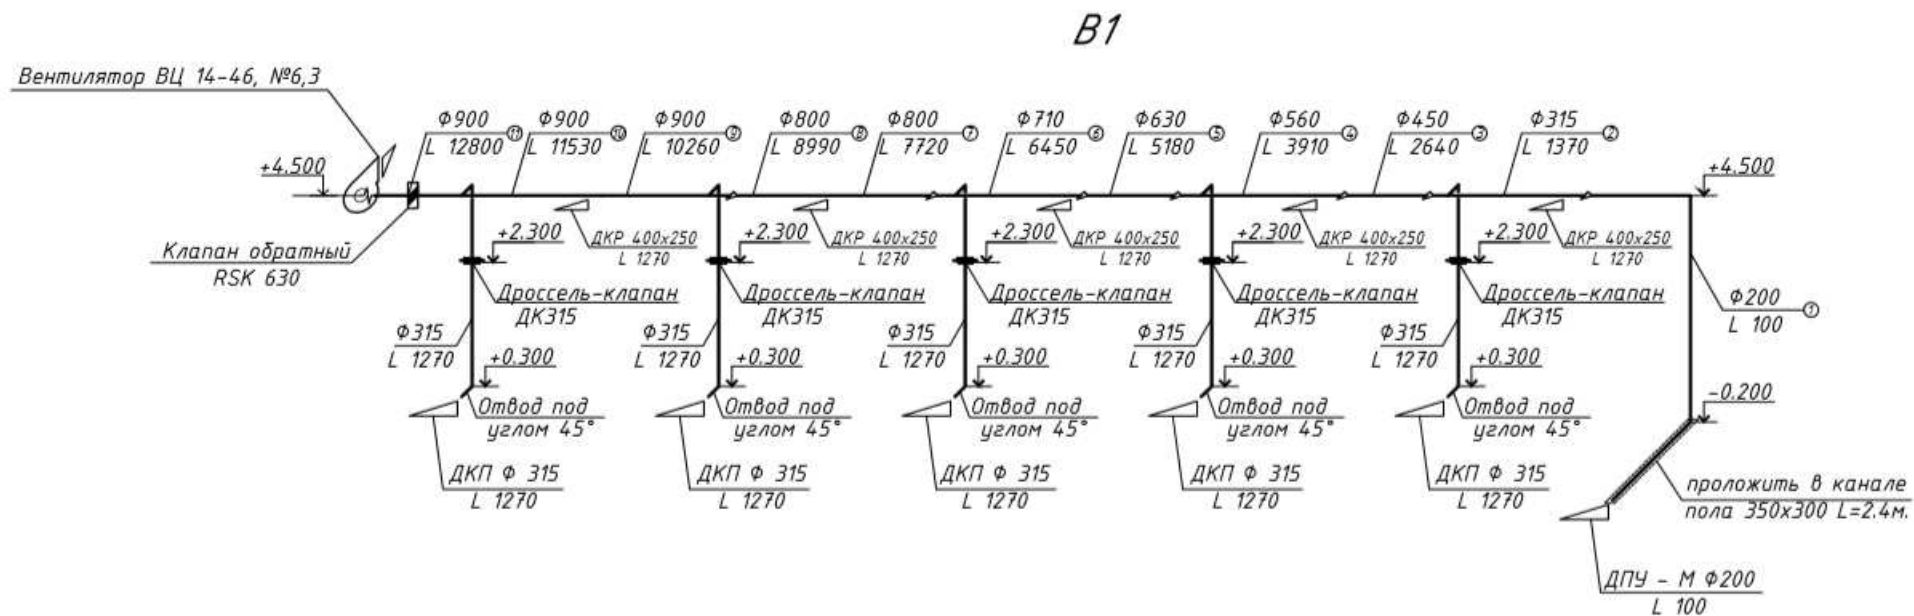 В1
Вентилятор ВЦ 14-46, №6,3
ф900
L 12800 11
ф900
L 11530 10
ф900
L 10260 9
ф800
L 8990 8
ф800
L 7720 7
ф710
L 6450 6
ф630
L 5180 5
ф560
L 3910 4
ф450
L 2640 3
ф315
L 1370 2
+4.500
+4.500
Клапан обратный
RSK 630
ДКР 400х250
L 1270
ДКР 400х250
L 1270
ДКР 400х250
L 1270
ДКР 400х250
L 1270
ДКР 400х250
L 1270
+2.300
+2.300
+2.300
+2.300
+2.300
Дроссель-клапан
ДК315
Дроссель-клапан
ДК315
Дроссель-клапан
ДК315
Дроссель-клапан
ДК315
Дроссель-клапан
ДК315
ф200
L 100 1
ф315
L 1270
ф315
L 1270
ф315
L 1270
ф315
L 1270
ф315
L 1270
+0.300
+0.300
+0.300
+0.300
+0.300
-0.200
Отвод под
углом 45°
Отвод под
углом 45°
Отвод под
углом 45°
Отвод под
углом 45°
Отвод под
углом 45°
ДКП ф 315
L 1270
ДКП ф 315
L 1270
ДКП ф 315
L 1270
ДКП ф 315
L 1270
ДКП ф 315
L 1270
проложить в канале
пола 350х300 L=2.4м.
ДПУ - М ф200
L 100